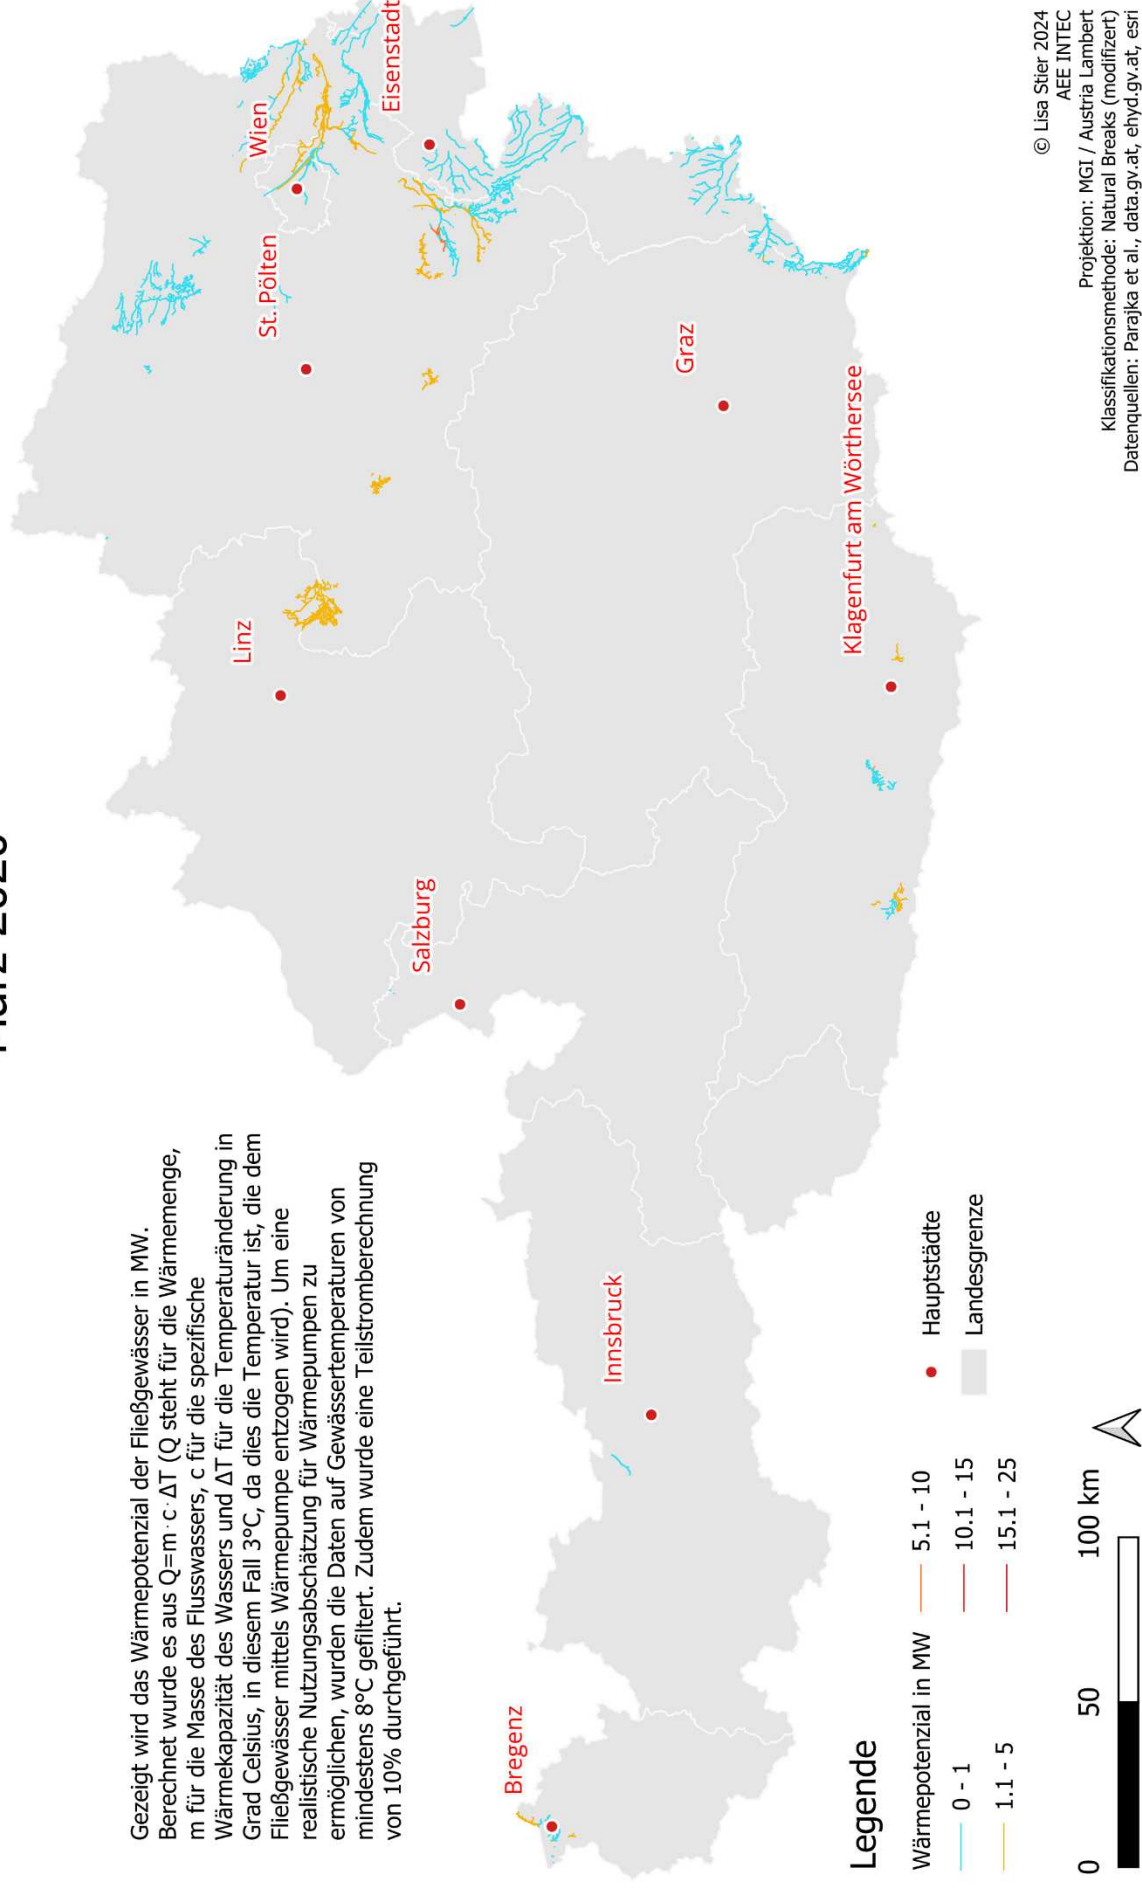 Gezeigt wird das Wärmepotenzial der Fließgewässer in MW.
Berechnet wurde es aus Q=m · c · ΔT (Q steht für die Wärmemenge,
m für die Masse des Flusswassers, c für die spezifische
Wärmekapazität des Wassers und ΔT für die Temperaturänderung in
Grad Celsius, in diesem Fall 3°C, da dies die Temperatur ist, die dem
Fließgewässer mittels Wärmepumpe entzogen wird). Um eine
realistische Nutzungsabschätzung für Wärmepumpen zu
ermöglichen, wurden die Daten auf Gewässertemperaturen von
mindestens 8°C gefiltert. Zudem wurde eine Teilstromberechnung
von 10% durchgeführt.
Linz
St. Pölten
Wien
Eisenstadt
Salzburg
Bregenz
Innsbruck
Graz
Klagenfurt am Wörthersee
Legende
Wärmepotenzial in MW
0 - 1
1.1 - 5
5.1 - 10
10.1 - 15
15.1 - 25
Hauptstädte
Landesgrenze
0 50 100 km
© Lisa Stier 2024
AEE INTEC
Projektion: MGI / Austria Lambert
Klassifikationsmethode: Natural Breaks (modifizert)
Datenquellen: Parajka et al., data.gv.at, ehyd.gv.at, esri